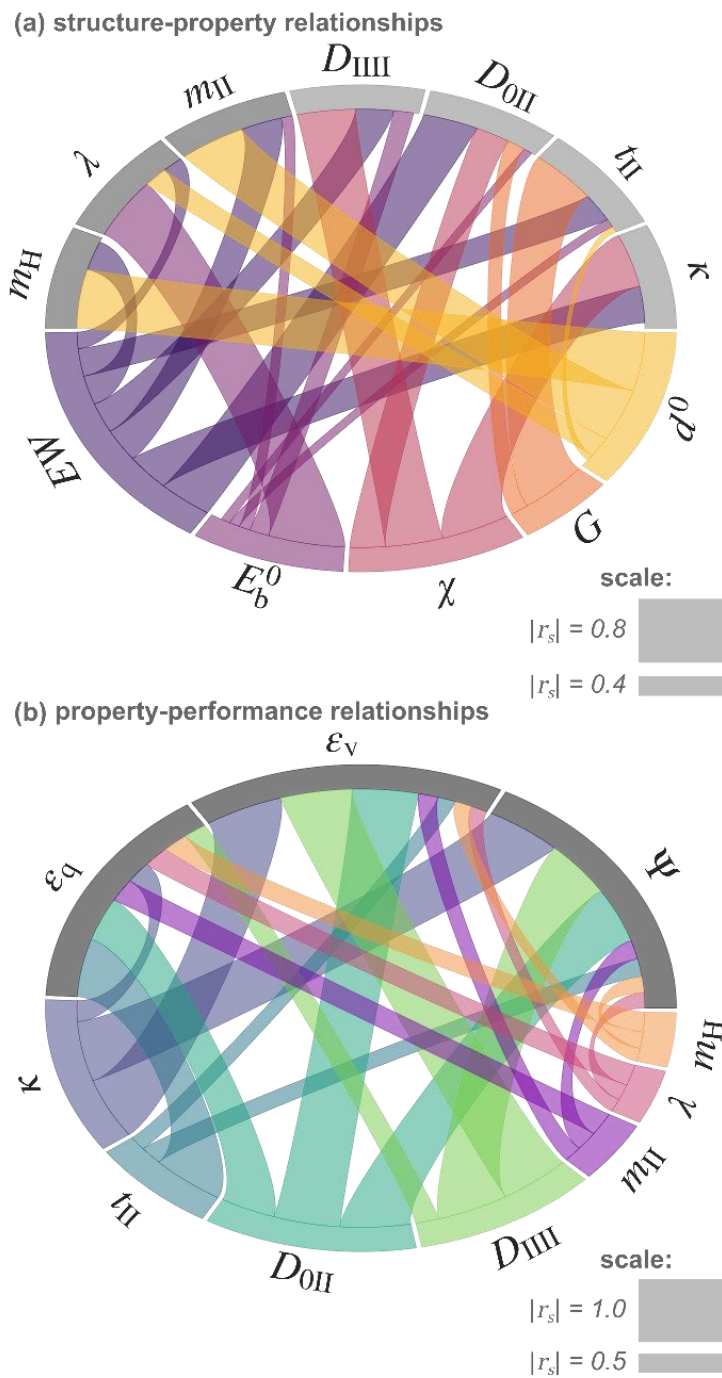 (a) structure-property relationships
m_H
λ
m_II
D_IIII
D_0II
t_II
κ
ρ⁰
G
χ
E_b^0
EW
scale:
|r_s| = 0.8
|r_s| = 0.4
(b) property-performance relationships
ε_q
ε_v
Ψ
m_H
λ
m_II
D_IIII
D_0II
t_II
κ
scale:
|r_s| = 1.0
|r_s| = 0.5